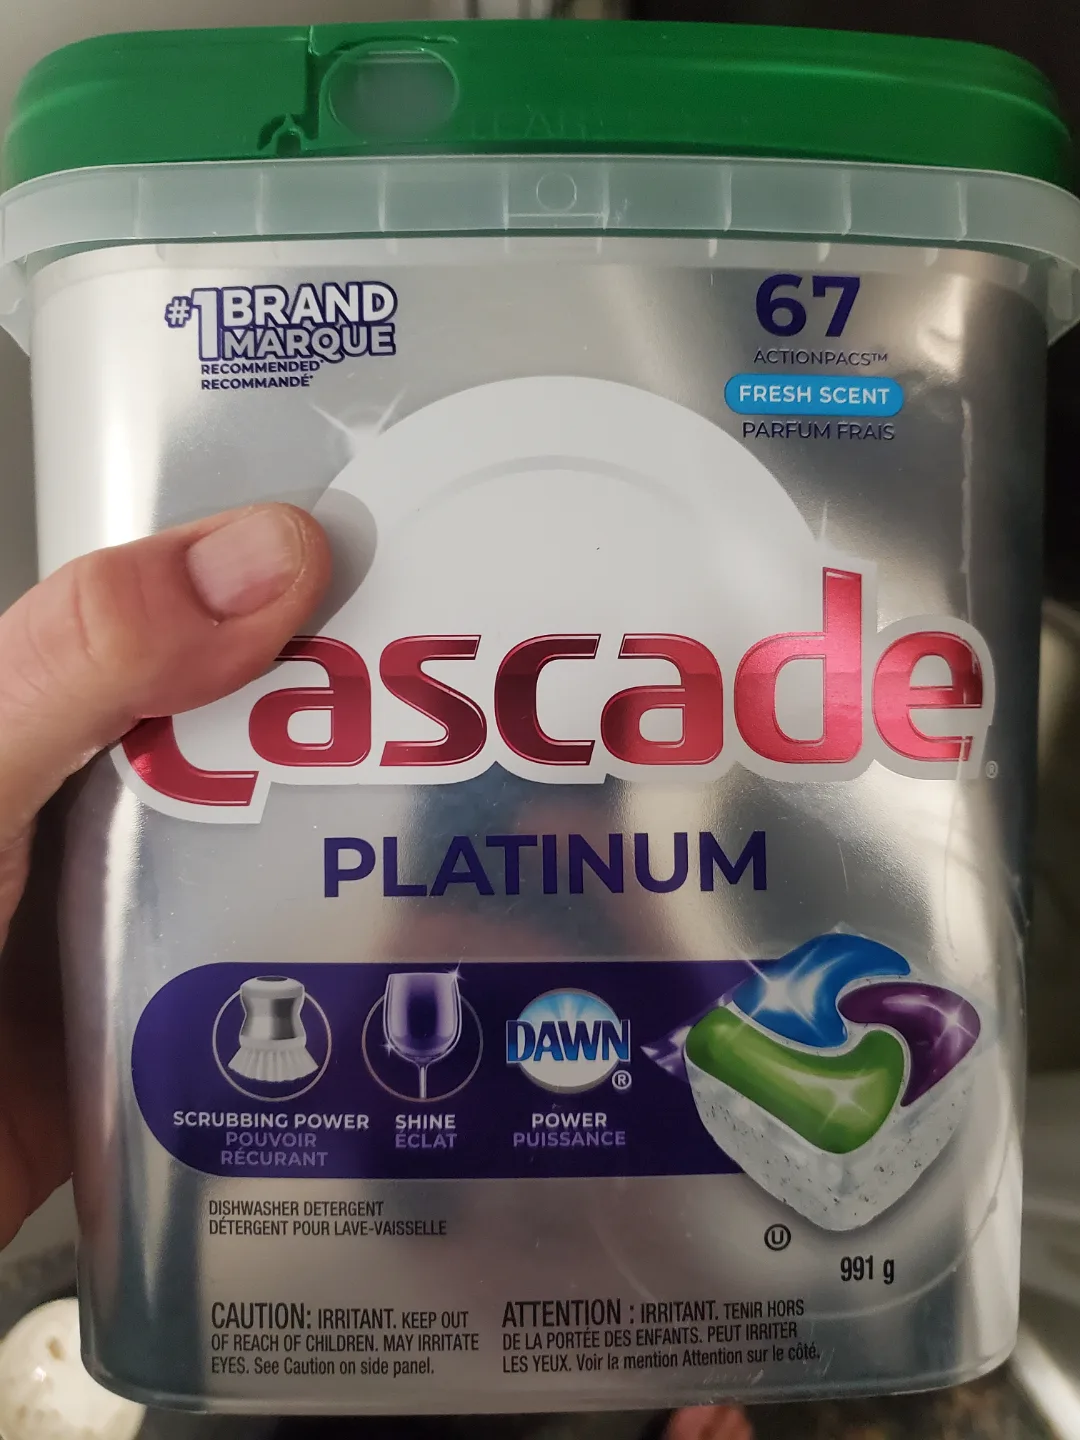 #1 BRAND
MARQUE
RECOMMENDED*
RECOMMANDÉ*
67
ACTIONPACS™
FRESH SCENT
PARFUM FRAIS
cascade®
PLATINUM
DAWN®
SCRUBBING POWER
POUVOIR
RÉCURANT
SHINE
ÉCLAT
POWER
PUISSANCE
DISHWASHER DETERGENT
DÉTERGENT POUR LAVE-VAISSELLE
U
991 g
CAUTION: IRRITANT. KEEP OUT
OF REACH OF CHILDREN. MAY IRRITATE
EYES. See Caution on side panel.
ATTENTION : IRRITANT. TENIR HORS
DE LA PORTÉE DES ENFANTS. PEUT IRRITER
LES YEUX. Voir la mention Attention sur le côté.